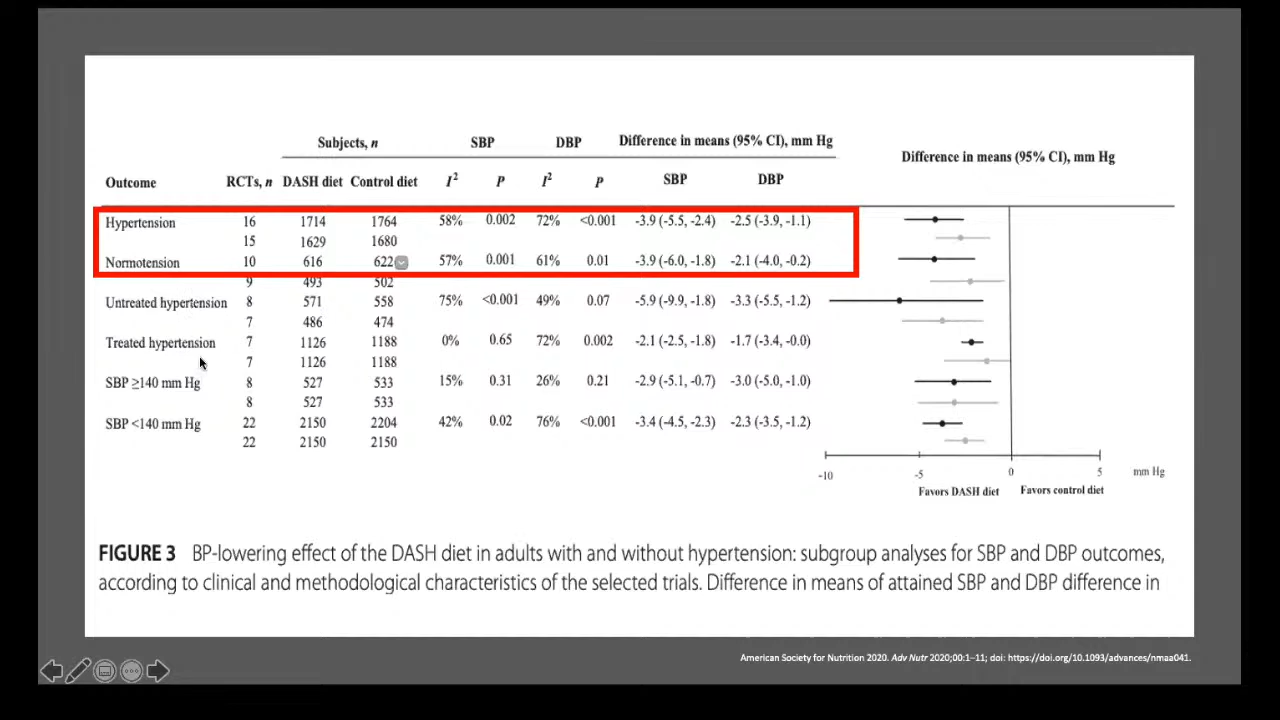 Subjects, n SBP DBP Difference in means (95% CI), mm Hg
Difference in means (95% CI), mm Hg
Outcome RCTs, n DASH diet Control diet I² P I² P SBP DBP
Hypertension 16 1714 1764 58% 0.002 72% <0.001 -3.9 (-5.5, -2.4) -2.5 (-3.9, -1.1)
15 1629 1680
Normotension 10 616 622 57% 0.001 61% 0.01 -3.9 (-6.0, -1.8) -2.1 (-4.0, -0.2)
9 493 502
Untreated hypertension 8 571 558 75% <0.001 49% 0.07 -5.9 (-9.9, -1.8) -3.3 (-5.5, -1.2)
7 486 474
Treated hypertension 7 1126 1188 0% 0.65 72% 0.002 -2.1 (-2.5, -1.8) -1.7 (-3.4, -0.0)
7 1126 1188
SBP ≥140 mm Hg 8 527 533 15% 0.31 26% 0.21 -2.9 (-5.1, -0.7) -3.0 (-5.0, -1.0)
8 527 533
SBP <140 mm Hg 22 2150 2204 42% 0.02 76% <0.001 -3.4 (-4.5, -2.3) -2.3 (-3.5, -1.2)
22 2150 2150
-10 -5 0 5 mm Hg
Favors DASH diet Favors control diet
FIGURE 3 BP-lowering effect of the DASH diet in adults with and without hypertension: subgroup analyses for SBP and DBP outcomes,
according to clinical and methodological characteristics of the selected trials. Difference in means of attained SBP and DBP difference in
American Society for Nutrition 2020. Adv Nutr 2020;00:1–11; doi: https://doi.org/10.1093/advances/nmaa041.